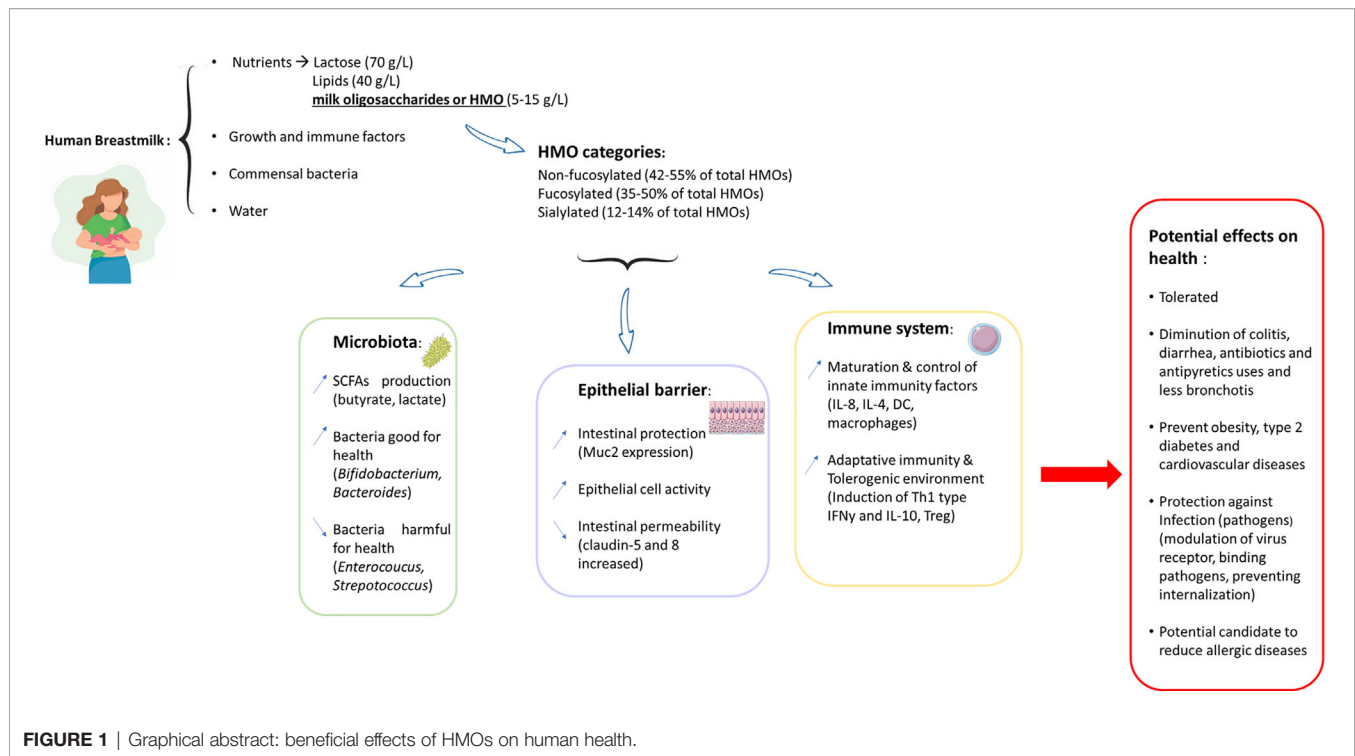 Human Breastmilk :
• Nutrients → Lactose (70 g/L)
Lipids (40 g/L)
milk oligosaccharides or HMO (5-15 g/L)
• Growth and immune factors
• Commensal bacteria
• Water
HMO categories:
Non-fucosylated (42-55% of total HMOs)
Fucosylated (35-50% of total HMOs)
Sialylated (12-14% of total HMOs)
Microbiota:
SCFAs production
(butyrate, lactate)
Bacteria good for
health
(Bifidobacterium,
Bacteroides)
Bacteria harmful
for health
(Enterocoucus,
Strepotococcus)
Epithelial barrier:
Intestinal protection
(Muc2 expression)
Epithelial cell activity
Intestinal permeability
(claudin-5 and 8
increased)
Immune system:
Maturation & control of
innate immunity factors
(IL-8, IL-4, DC,
macrophages)
Adaptative immunity &
Tolerogenic environment
(Induction of Th1 type
IFNγ and IL-10, Treg)
Potential effects on
health :
• Tolerated
• Diminution of colitis,
diarrhea, antibiotics and
antipyretics uses and
less bronchotis
• Prevent obesity, type 2
diabetes and
cardiovascular diseases
• Protection against
Infection (pathogens)
(modulation of virus
receptor, binding
pathogens, preventing
internalization)
• Potential candidate to
reduce allergic diseases
FIGURE 1 | Graphical abstract: beneficial effects of HMOs on human health.